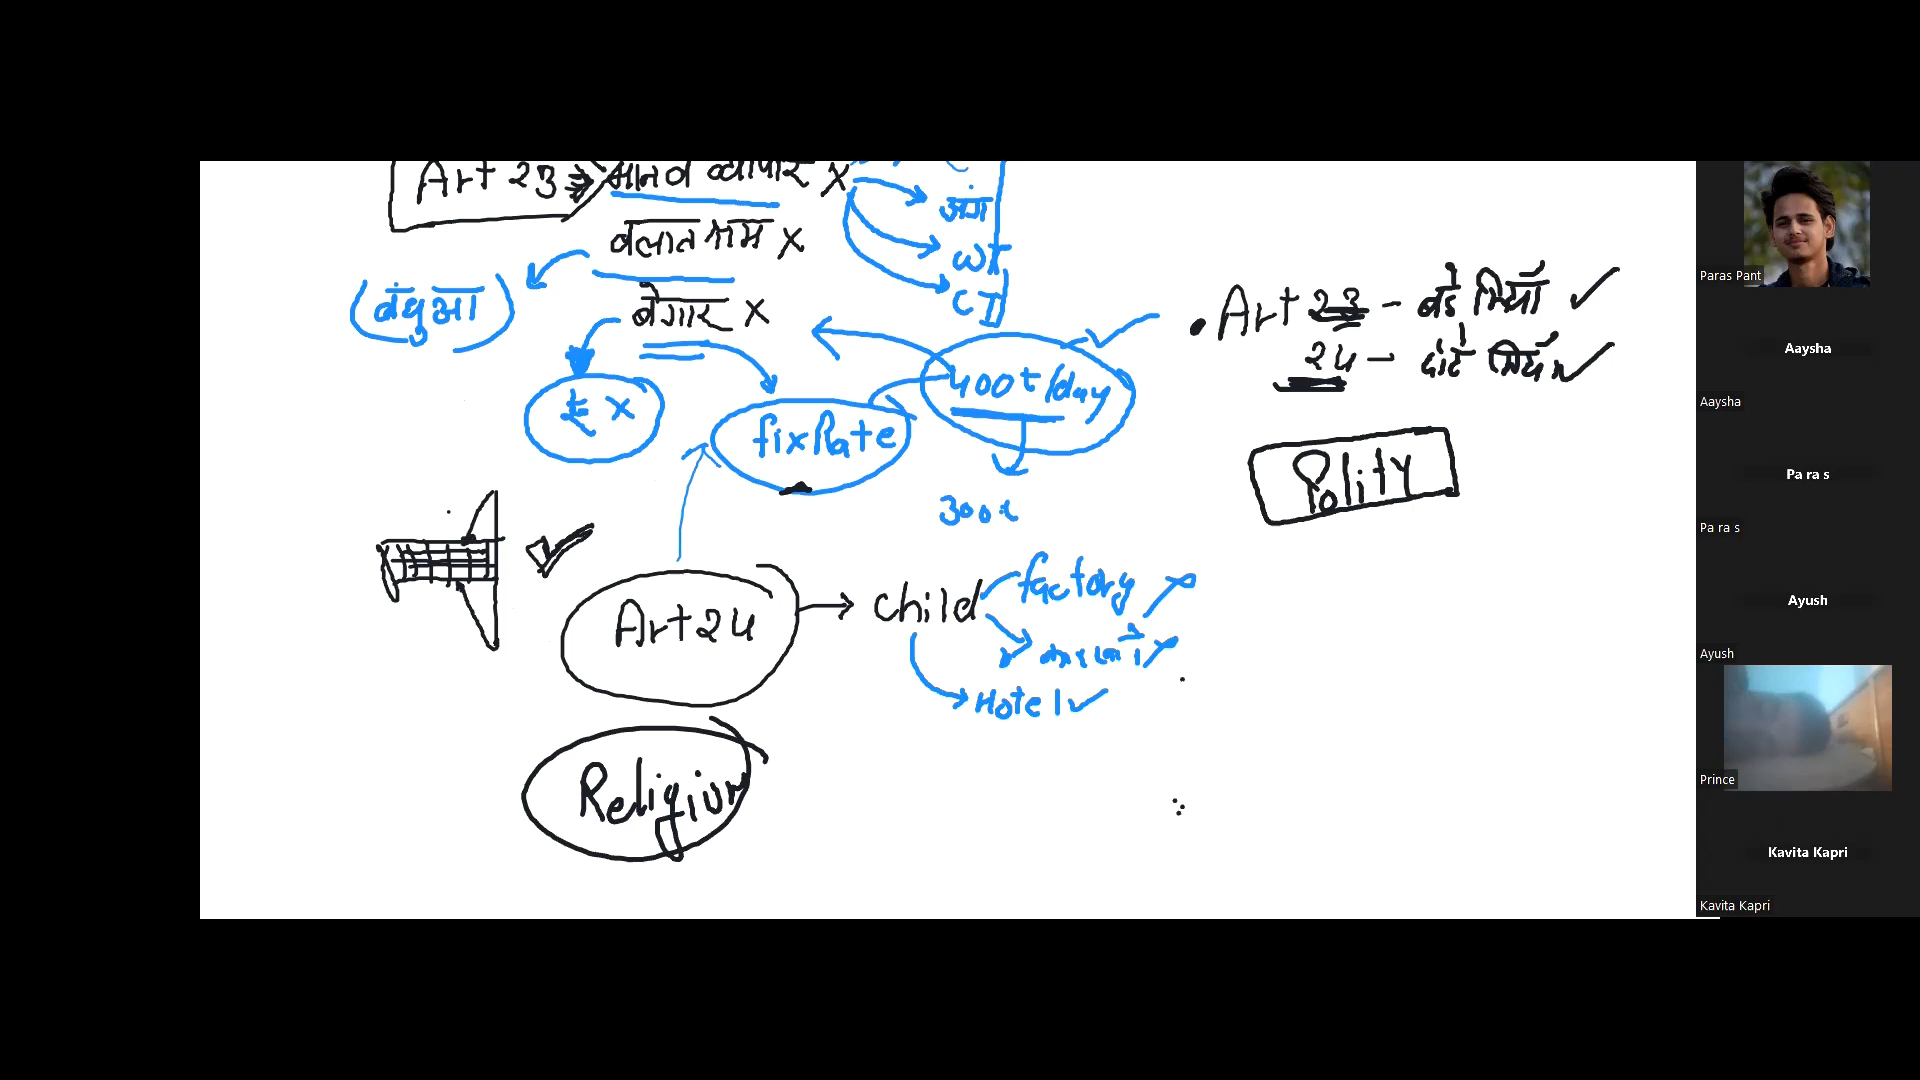 Art 23 ⇒ मानव व्यापार X
अंग
बलात श्रम X
WT
(बंधुआ)
बेगार X
CT
Art 23 - बडे मियाँ ✓
24 - छोटे मियाँ ✓
400₹/day
₹ X
fix Rate
300₹
Polity
Art 24 → child
factory X
Hotel ✓
Religion
Paras Pant
Aaysha
Aaysha
Pa ra s
Pa ra s
Ayush
Ayush
Prince
Kavita Kapri
Kavita Kapri